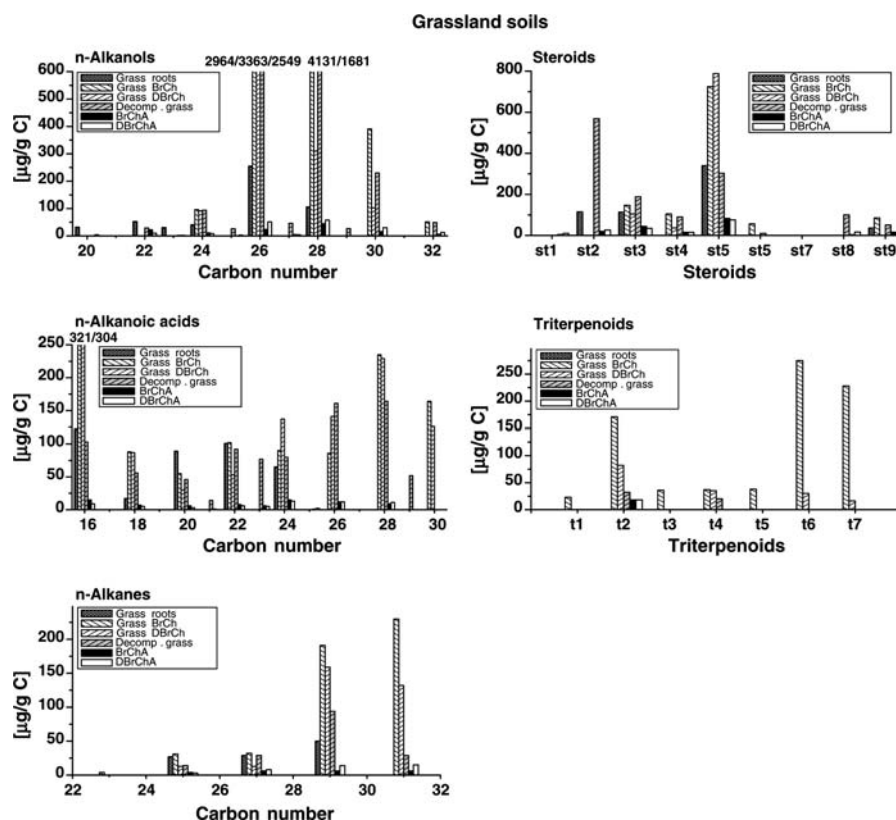 Grassland soils
n-Alkanols
2964/3363/2549 4131/1681
Grass roots
Grass BrCh
Grass DBrCh
Decomp . grass
BrChA
DBrChA
[µg/g C]
600
500
400
300
200
100
0
20 22 24 26 28 30 32
Carbon number
Steroids
Grass roots
Grass BrCh
Grass DBrCh
Decomp . grass
BrChA
DBrChA
[µg/g C]
800
600
400
200
0
st1 st2 st3 st4 st5 st5 st7 st8 st9
Steroids
n-Alkanoic acids
321/304
Grass roots
Grass BrCh
Grass DBrCh
Decomp . grass
BrChA
DBrChA
[µg/g C]
250
200
150
100
50
0
16 18 20 22 24 26 28 30
Carbon number
Triterpenoids
Grass roots
Grass BrCh
Grass DBrCh
Decomp . grass
BrChA
DBrChA
[µg/g C]
250
200
150
100
50
0
t1 t2 t3 t4 t5 t6 t7
Triterpenoids
n-Alkanes
Grass roots
Grass BrCh
Grass DBrCh
Decomp . grass
BrChA
DBrChA
[µg/g C]
200
150
100
50
0
22 24 26 28 30 32
Carbon number